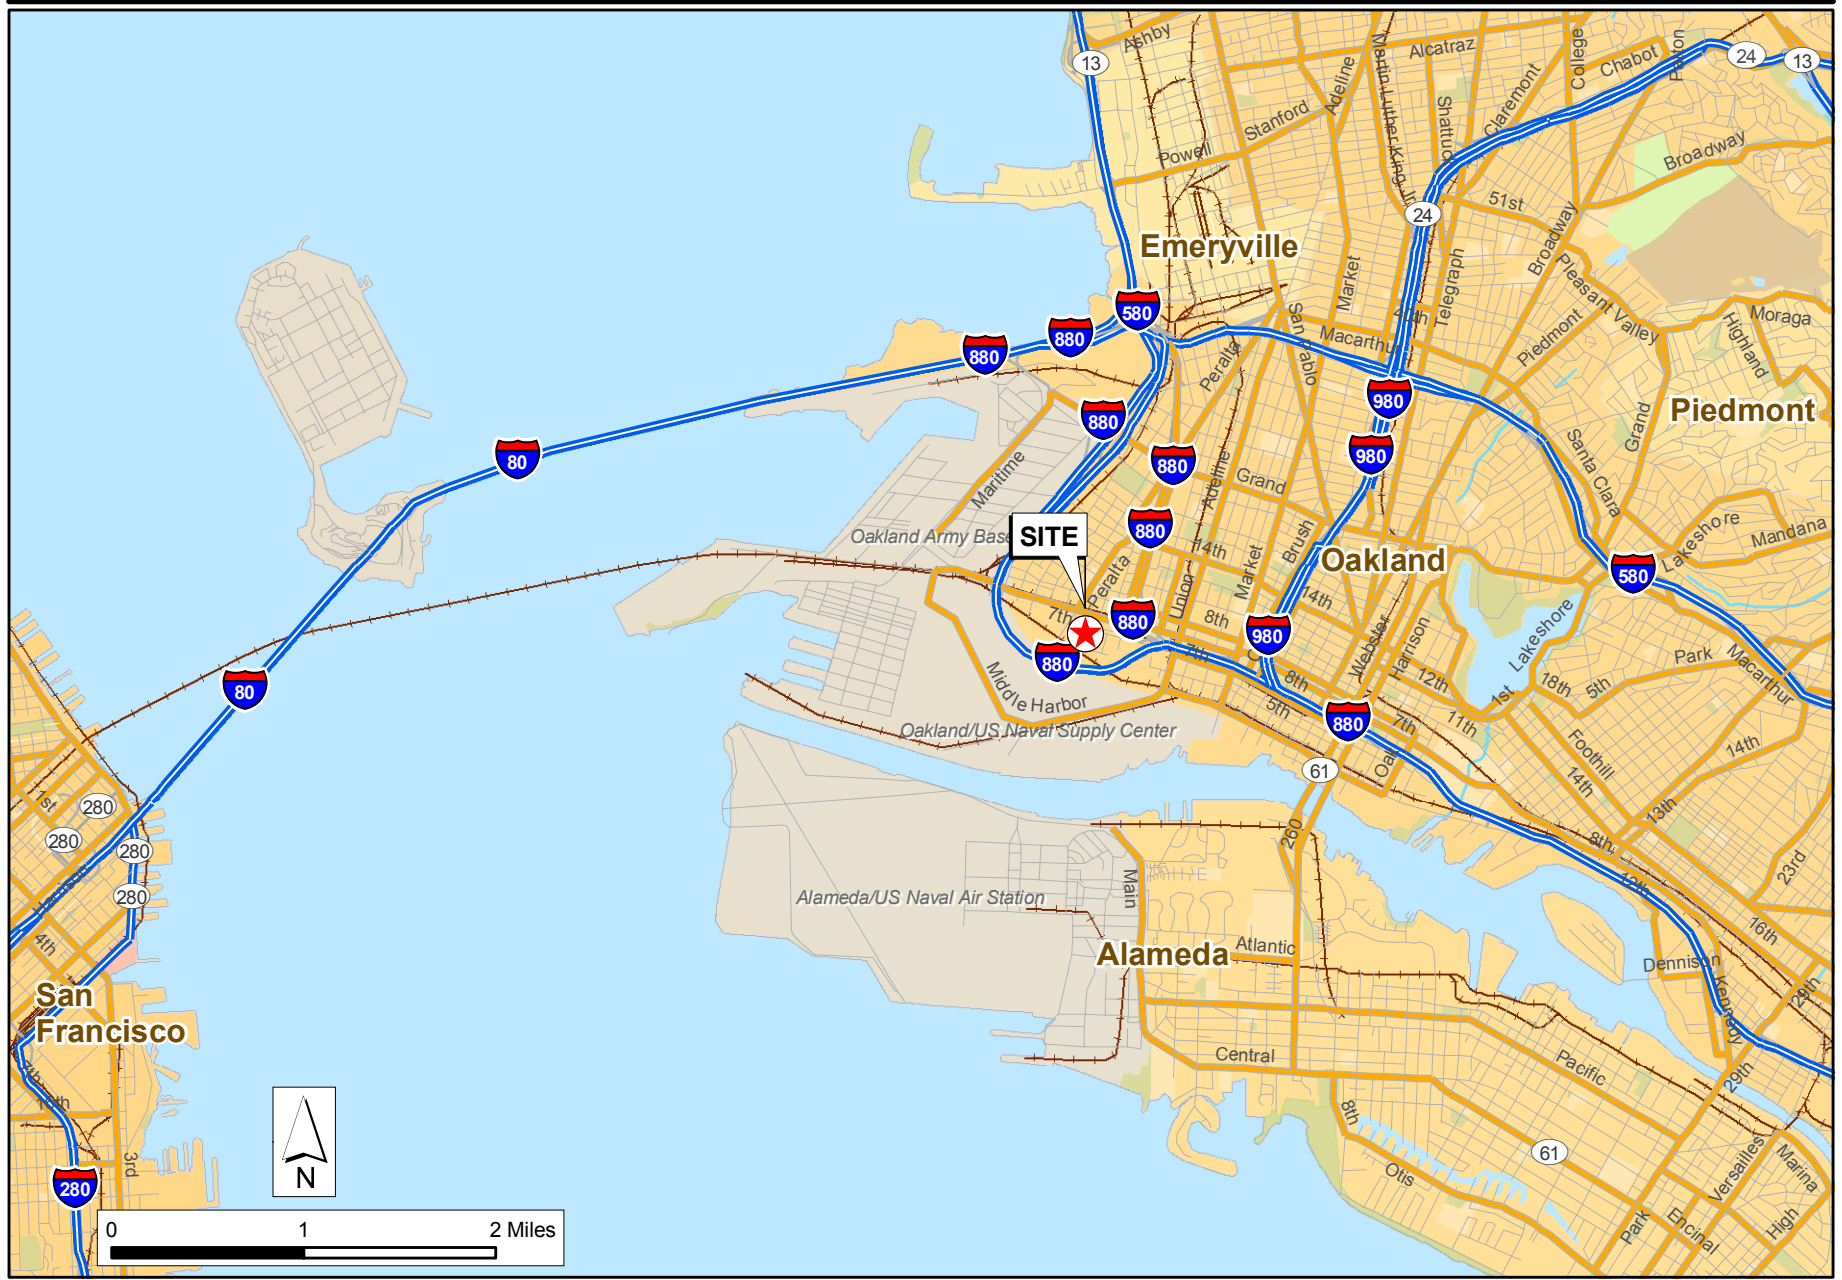 Ashby
13
Alcatraz
College
Chabot
24
13
Adeline
Martin Luther King, Jr
Shattuck
Claremont
Stanford
Powell
Broadway
51st
24
Emeryville
Market
Telegraph
Broadway
Pleasant Valley
580
880
880
San Pablo
40th
Macarthur
Piedmont
Highland
Moraga
Peralta
980
Piedmont
880
Grand
980
80
880
Maritime
Adeline
Grand
Santa Clara
Lakeshore
Mandana
880
Brush
Oakland Army Base
SITE
14th
Market
Oakland
580
Peralta
Union
14th
7th
880
8th
980
Webster
Harrison
Lakeshore
880
7th
8th
12th
Park
Macarthur
80
Middle Harbor
5th
1st
18th
5th
880
7th
11th
Oakland/US Naval Supply Center
Foothill
14th
61
Oak
14th
1st
280
260
13th
280
280
8th
23rd
Harrison
280
Alameda/US Naval Air Station
Main
12th
4th
Alameda
Atlantic
16th
Dennison
Kennedy
29th
San
Francisco
7th
Central
Pacific
29th
16th
8th
61
3rd
Otis
Versailles
Marina
280
N
Park
Encinal
High
0 1 2 Miles